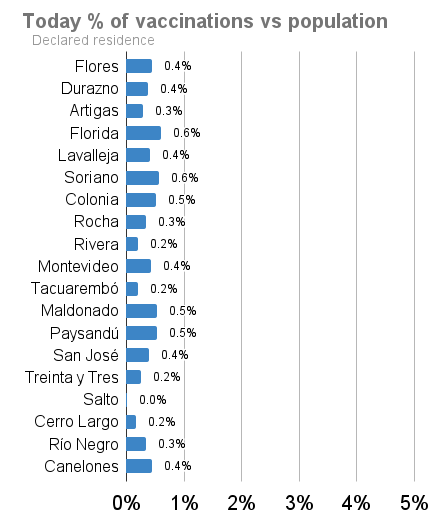 Today % of vaccinations vs population
Declared residence
Flores 0.4%
Durazno 0.4%
Artigas 0.3%
Florida 0.6%
Lavalleja 0.4%
Soriano 0.6%
Colonia 0.5%
Rocha 0.3%
Rivera 0.2%
Montevideo 0.4%
Tacuarembó 0.2%
Maldonado 0.5%
Paysandú 0.5%
San José 0.4%
Treinta y Tres 0.2%
Salto 0.0%
Cerro Largo 0.2%
Río Negro 0.3%
Canelones 0.4%
0% 1% 2% 3% 4% 5%